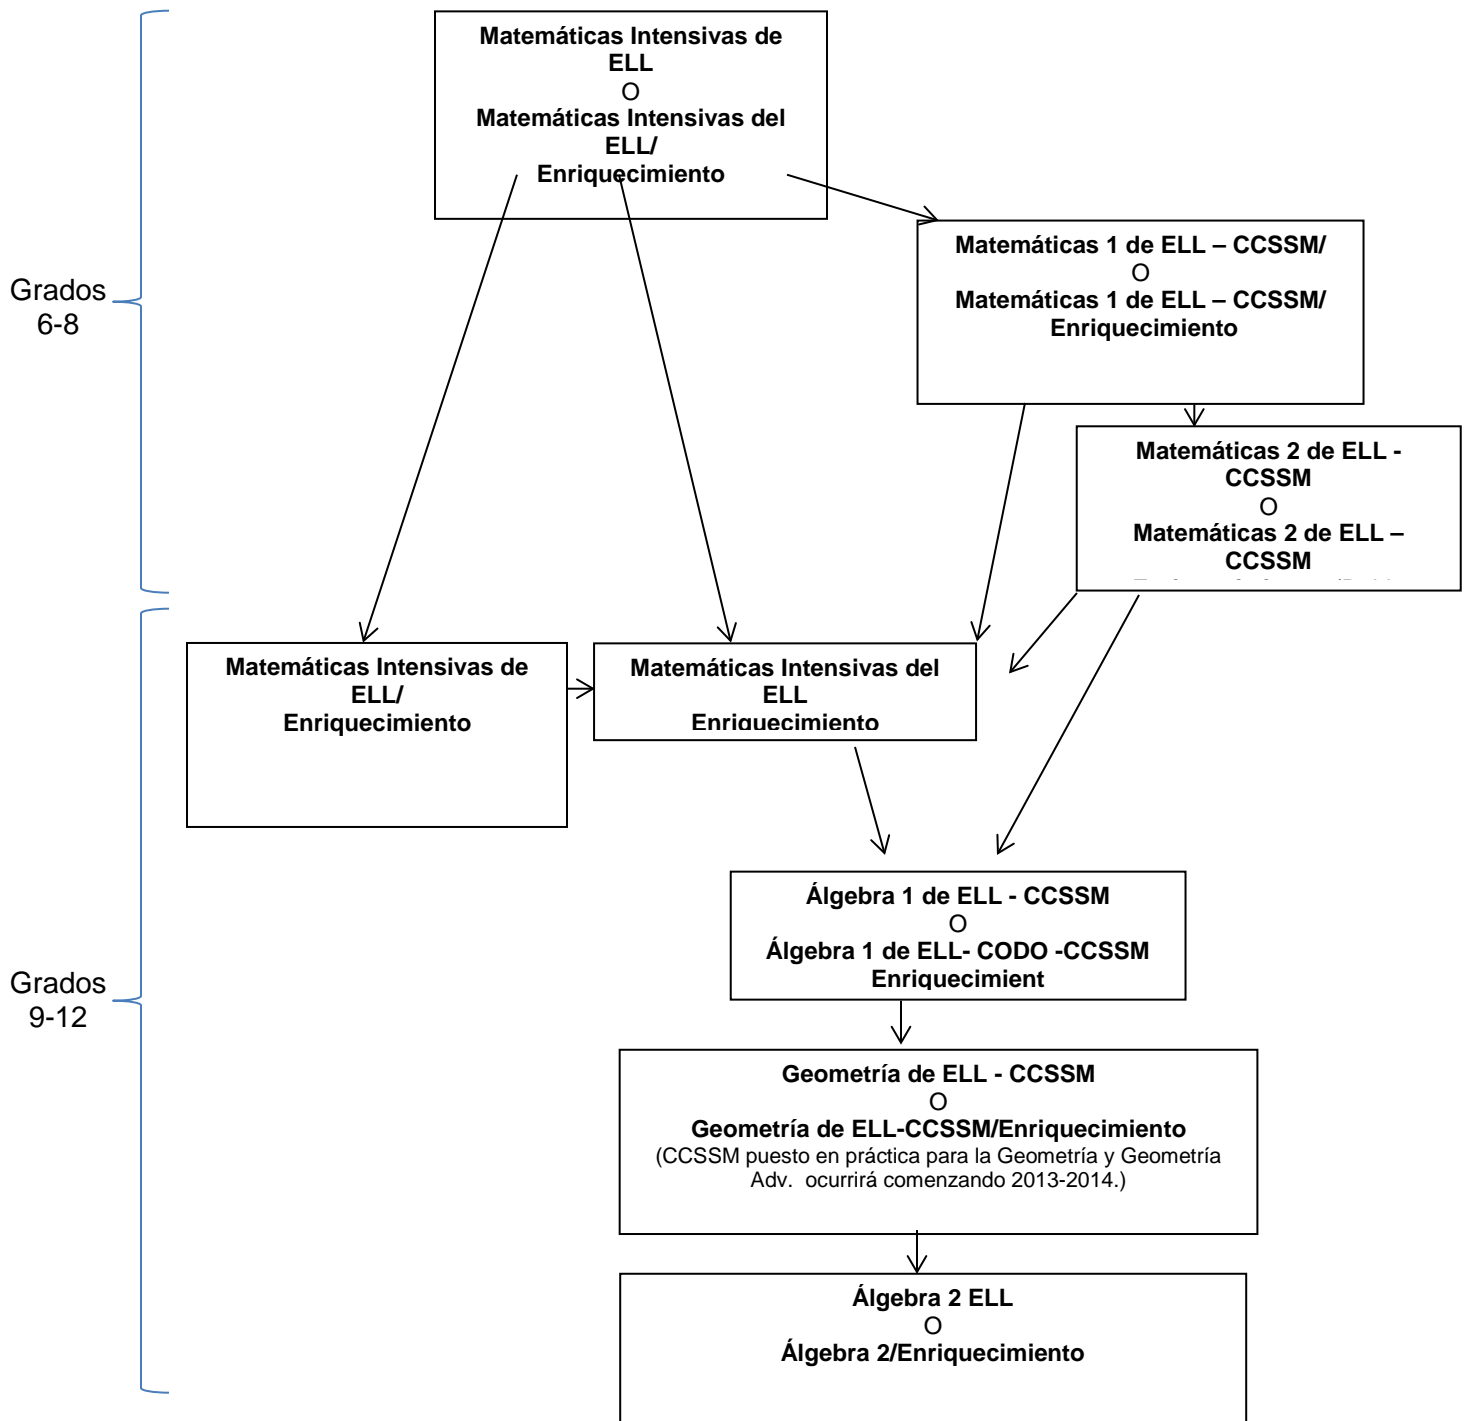 Matemáticas Intensivas de
ELL
O
Matemáticas Intensivas del
ELL/
Enriquecimiento
Matemáticas 1 de ELL – CCSSM/
O
Matemáticas 1 de ELL – CCSSM/
Enriquecimiento
Grados
6-8
Matemáticas 2 de ELL -
CCSSM
O
Matemáticas 2 de ELL –
CCSSM
Matemáticas Intensivas de
ELL/
Enriquecimiento
Matemáticas Intensivas del
ELL
Enriquecimiento
Álgebra 1 de ELL - CCSSM
O
Álgebra 1 de ELL- CODO -CCSSM
Enriquecimient
Grados
9-12
Geometría de ELL - CCSSM
O
Geometría de ELL-CCSSM/Enriquecimiento
(CCSSM puesto en práctica para la Geometría y Geometría
Adv. ocurrirá comenzando 2013-2014.)
Álgebra 2 ELL
O
Álgebra 2/Enriquecimiento